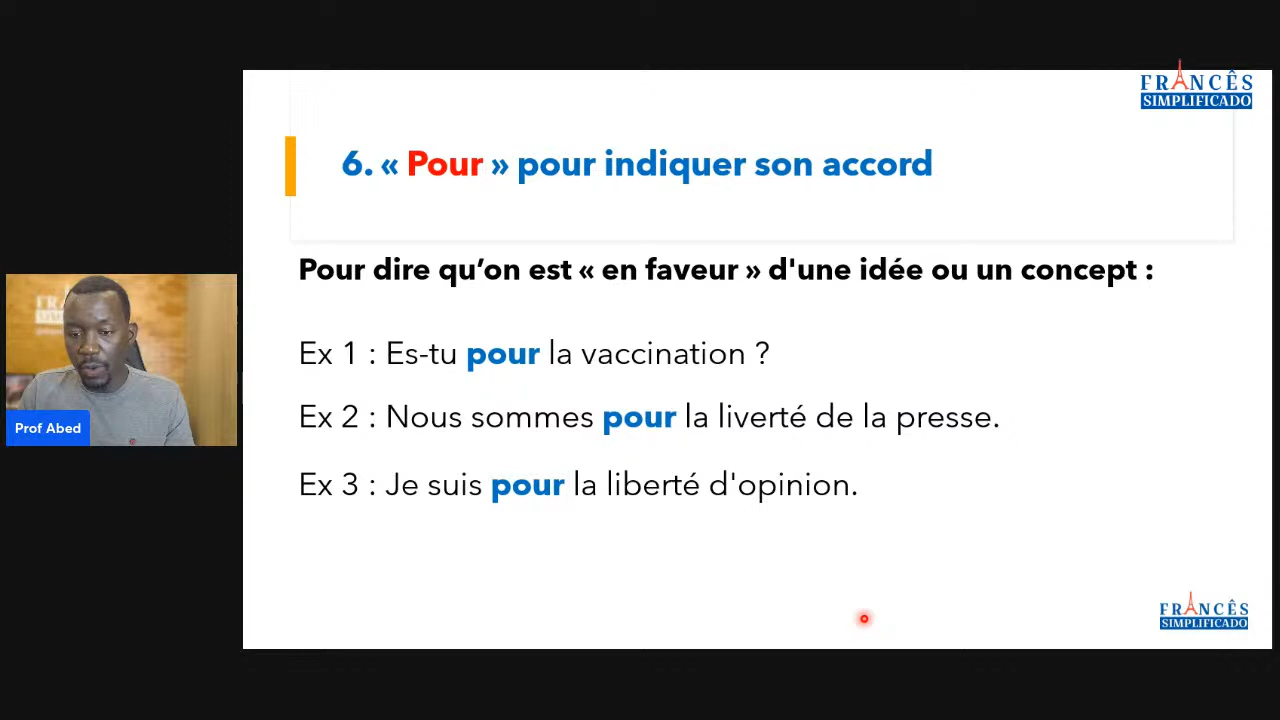 FRANCÊS
SIMPLIFICADO
6. « Pour » pour indiquer son accord
Pour dire qu’on est « en faveur » d'une idée ou un concept :
Ex 1 : Es-tu pour la vaccination ?
Ex 2 : Nous sommes pour la liverté de la presse.
Ex 3 : Je suis pour la liberté d'opinion.
Prof Abed
FRANCÊS
SIMPLIFICADO